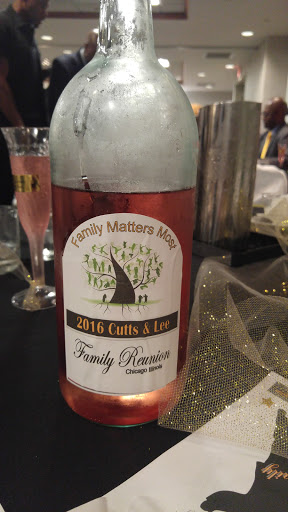 Family Matters Most
2016 Cutts & Lee
Family Reunion
Chicago Illinois